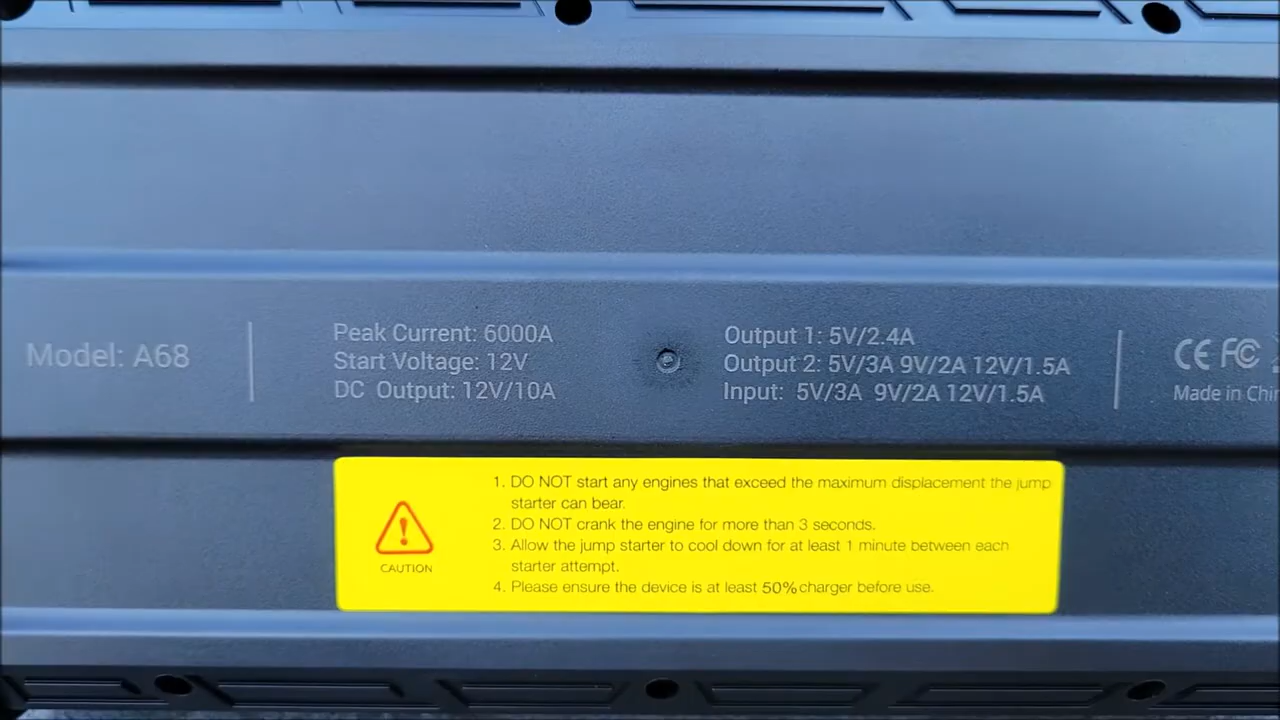 Model: A68
Peak Current: 6000A
Start Voltage: 12V
DC Output: 12V/10A
Output 1: 5V/2.4A
Output 2: 5V/3A 9V/2A 12V/1.5A
Input: 5V/3A 9V/2A 12V/1.5A
CE FC
Made in
CAUTION
1. DO NOT start any engines that exceed the maximum displacement the jump
starter can bear.
2. DO NOT crank the engine for more than 3 seconds.
3. Allow the jump starter to cool down for at least 1 minute between each
starter attempt.
4. Please ensure the device is at least 50% charger before use.